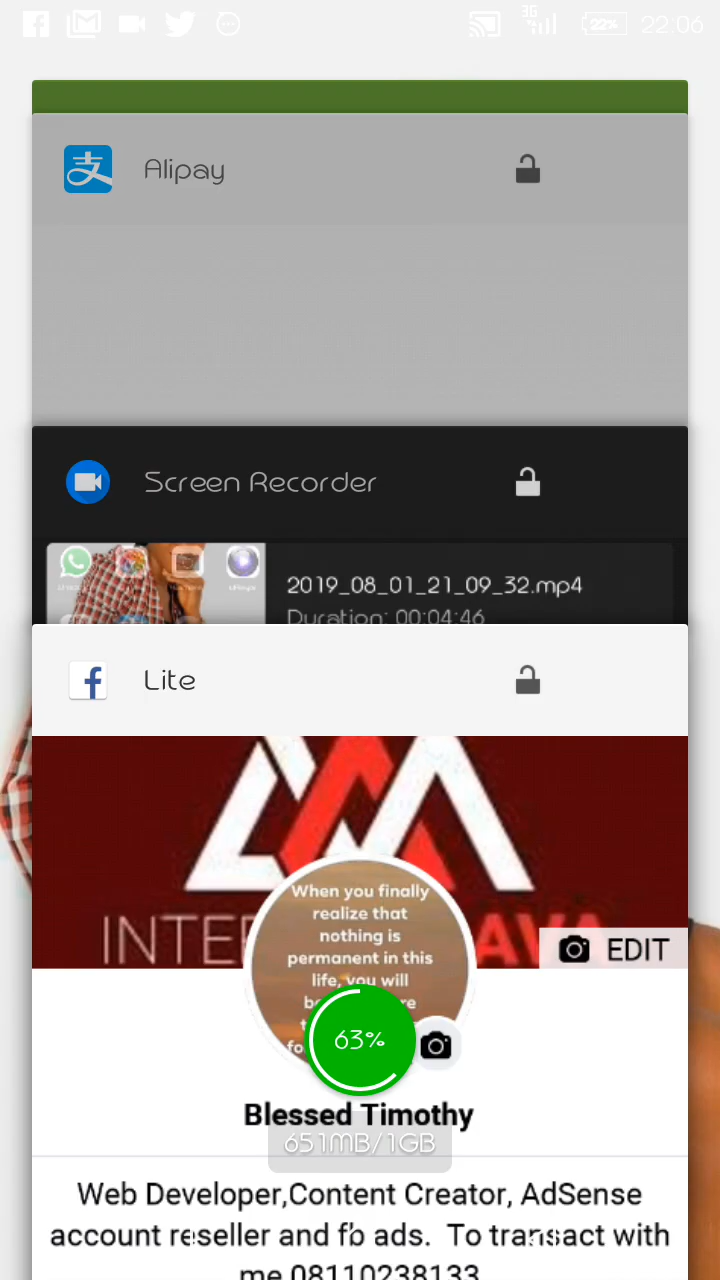 3G
22%
22:06
Alipay
Screen Recorder
2019_08_01_21_09_32.mp4
Duration: 00:04:46
Lite
INTER AVA
EDIT
When you finally
realize that
nothing is
permanent in this
life, you will
63%
Blessed Timothy
651MB/1GB
Web Developer,Content Creator, AdSense
account reseller and fb ads. To transact with
me 08110238133